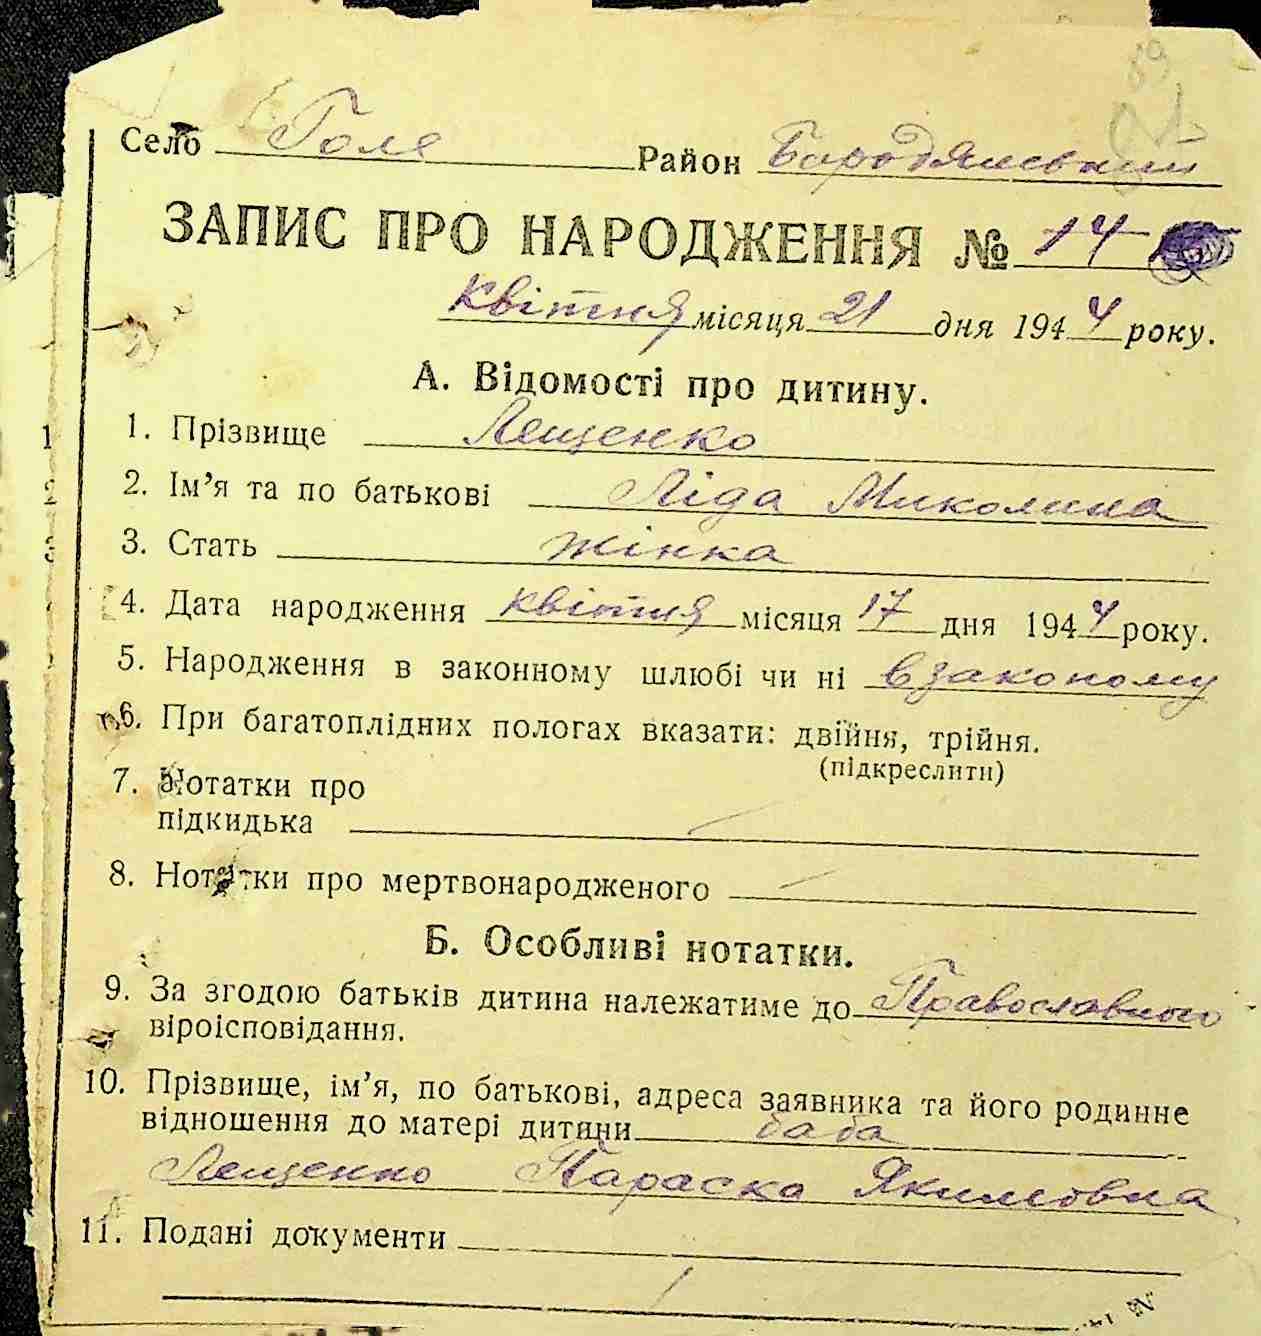 Село Голе Район Бородянський
ЗАПИС ПРО НАРОДЖЕННЯ № 14
квітня місяця 21 дня 1944 року.
А. Відомості про дитину.
1. Прізвище Лещенко
2. Ім’я та по батькові Ліда Миколина
3. Стать жінка
4. Дата народження квітня місяця 17 дня 1944 року.
5. Народження в законному шлюбі чи ні в законому
6. При багатоплідних пологах вказати: двійня, трійня.
(підкреслити)
7. Нотатки про
підкидька
8. Нотатки про мертвонародженого
Б. Особливі нотатки.
9. За згодою батьків дитина належатиме до Православного
віроісповідання.
10. Прізвище, ім’я, по батькові, адреса заявника та його родинне
відношення до матері дитини баба
Лещенко Параска Якимовна
11. Подані документи